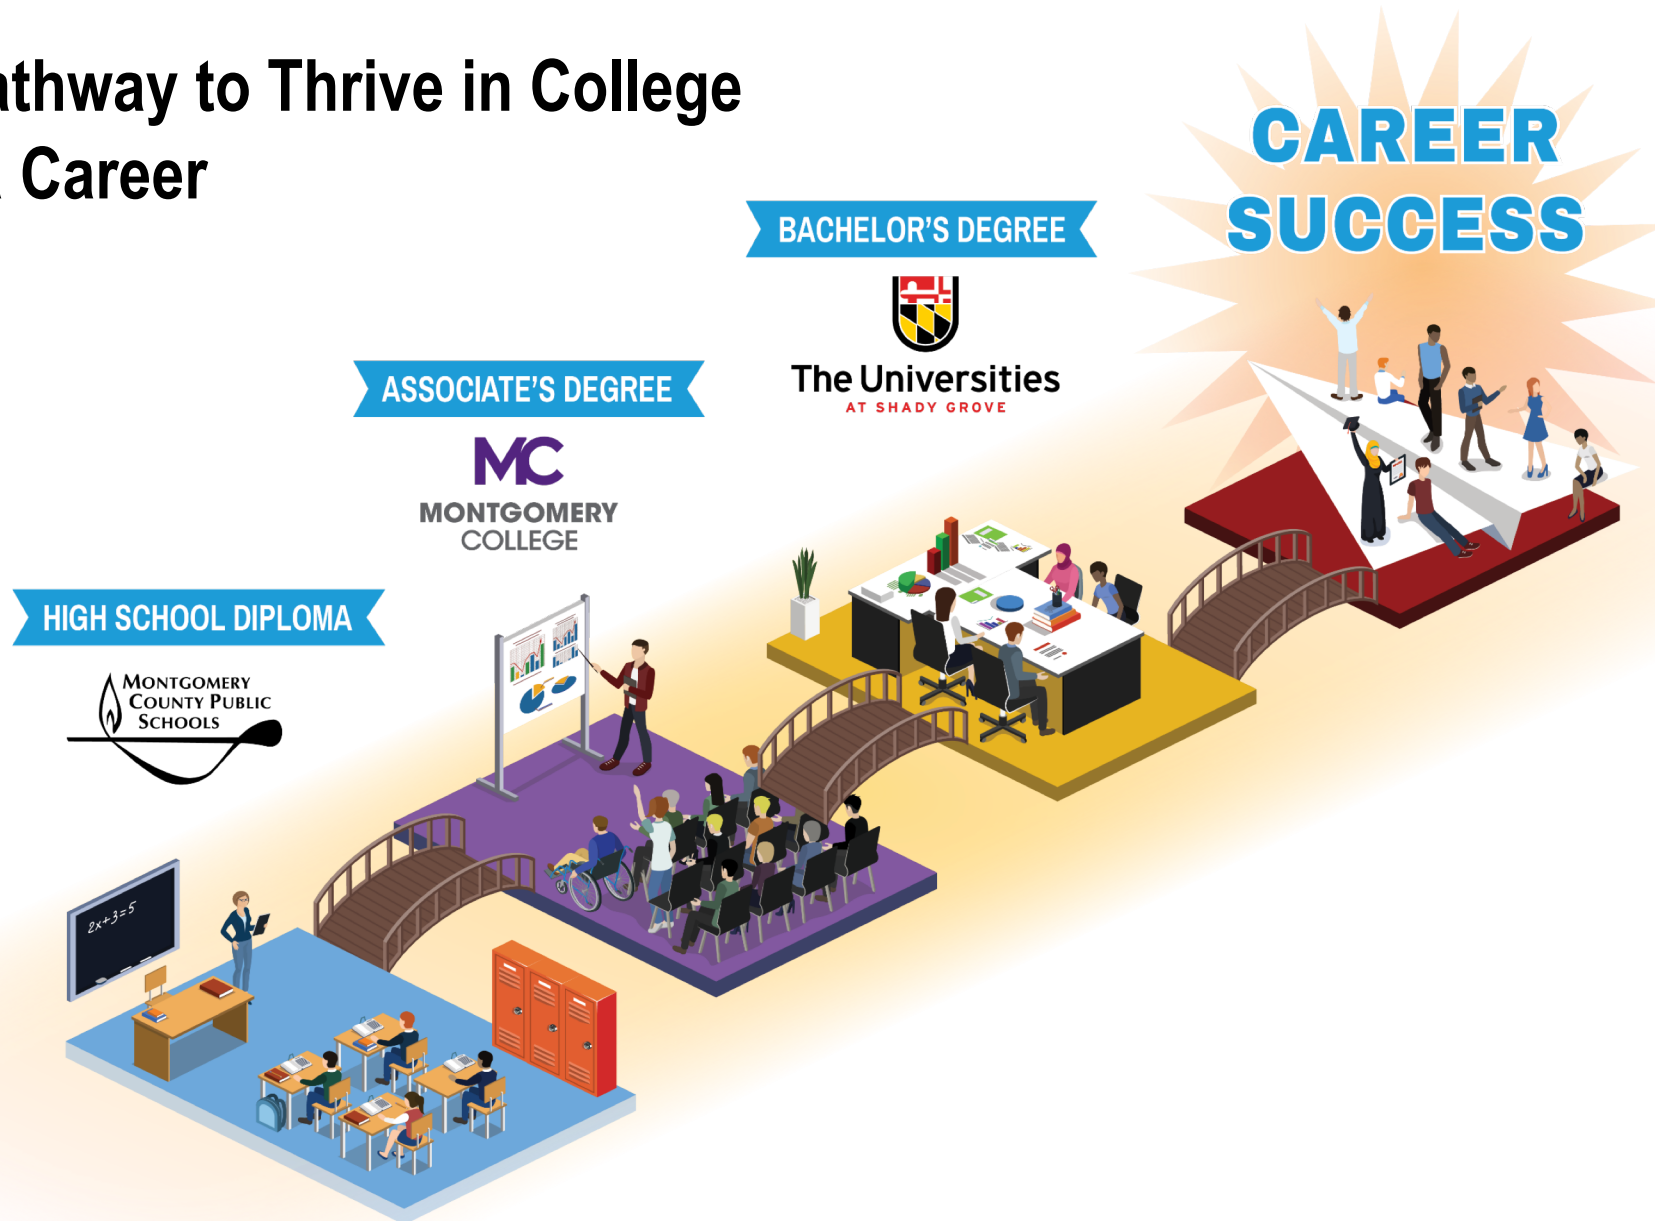 athway to Thrive in College
Career
CAREER
SUCCESS
BACHELOR'S DEGREE
The Universities
AT SHADY GROVE
ASSOCIATE'S DEGREE
MC
MONTGOMERY
COLLEGE
HIGH SCHOOL DIPLOMA
MONTGOMERY
COUNTY PUBLIC
SCHOOLS
2x+3=5